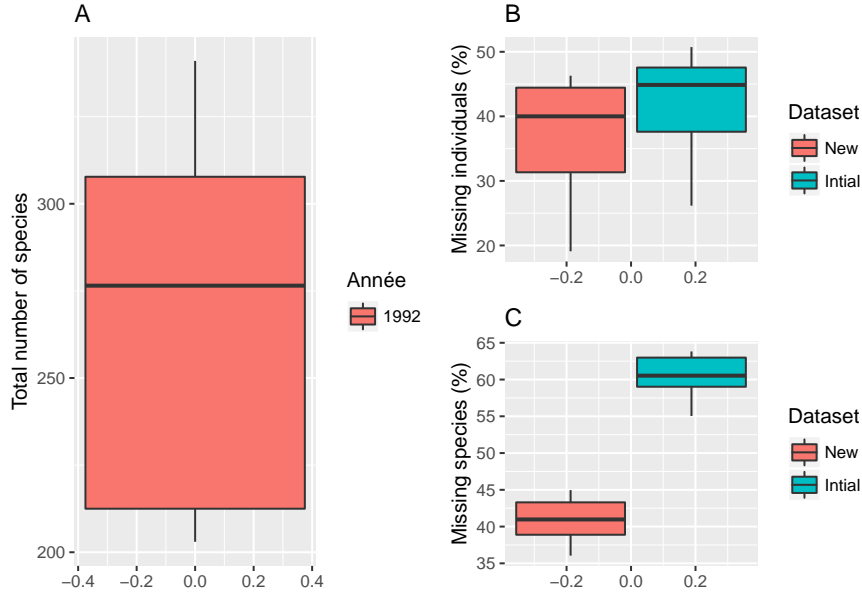 A
Total number of species
300
250
200
−0.4
−0.2
0.0
0.2
0.4
Année
1992
B
Missing individuals (%)
50
40
30
20
−0.2
0.0
0.2
Dataset
New
Intial
C
Missing species (%)
65
60
55
50
45
40
35
−0.2
0.0
0.2
Dataset
New
Intial